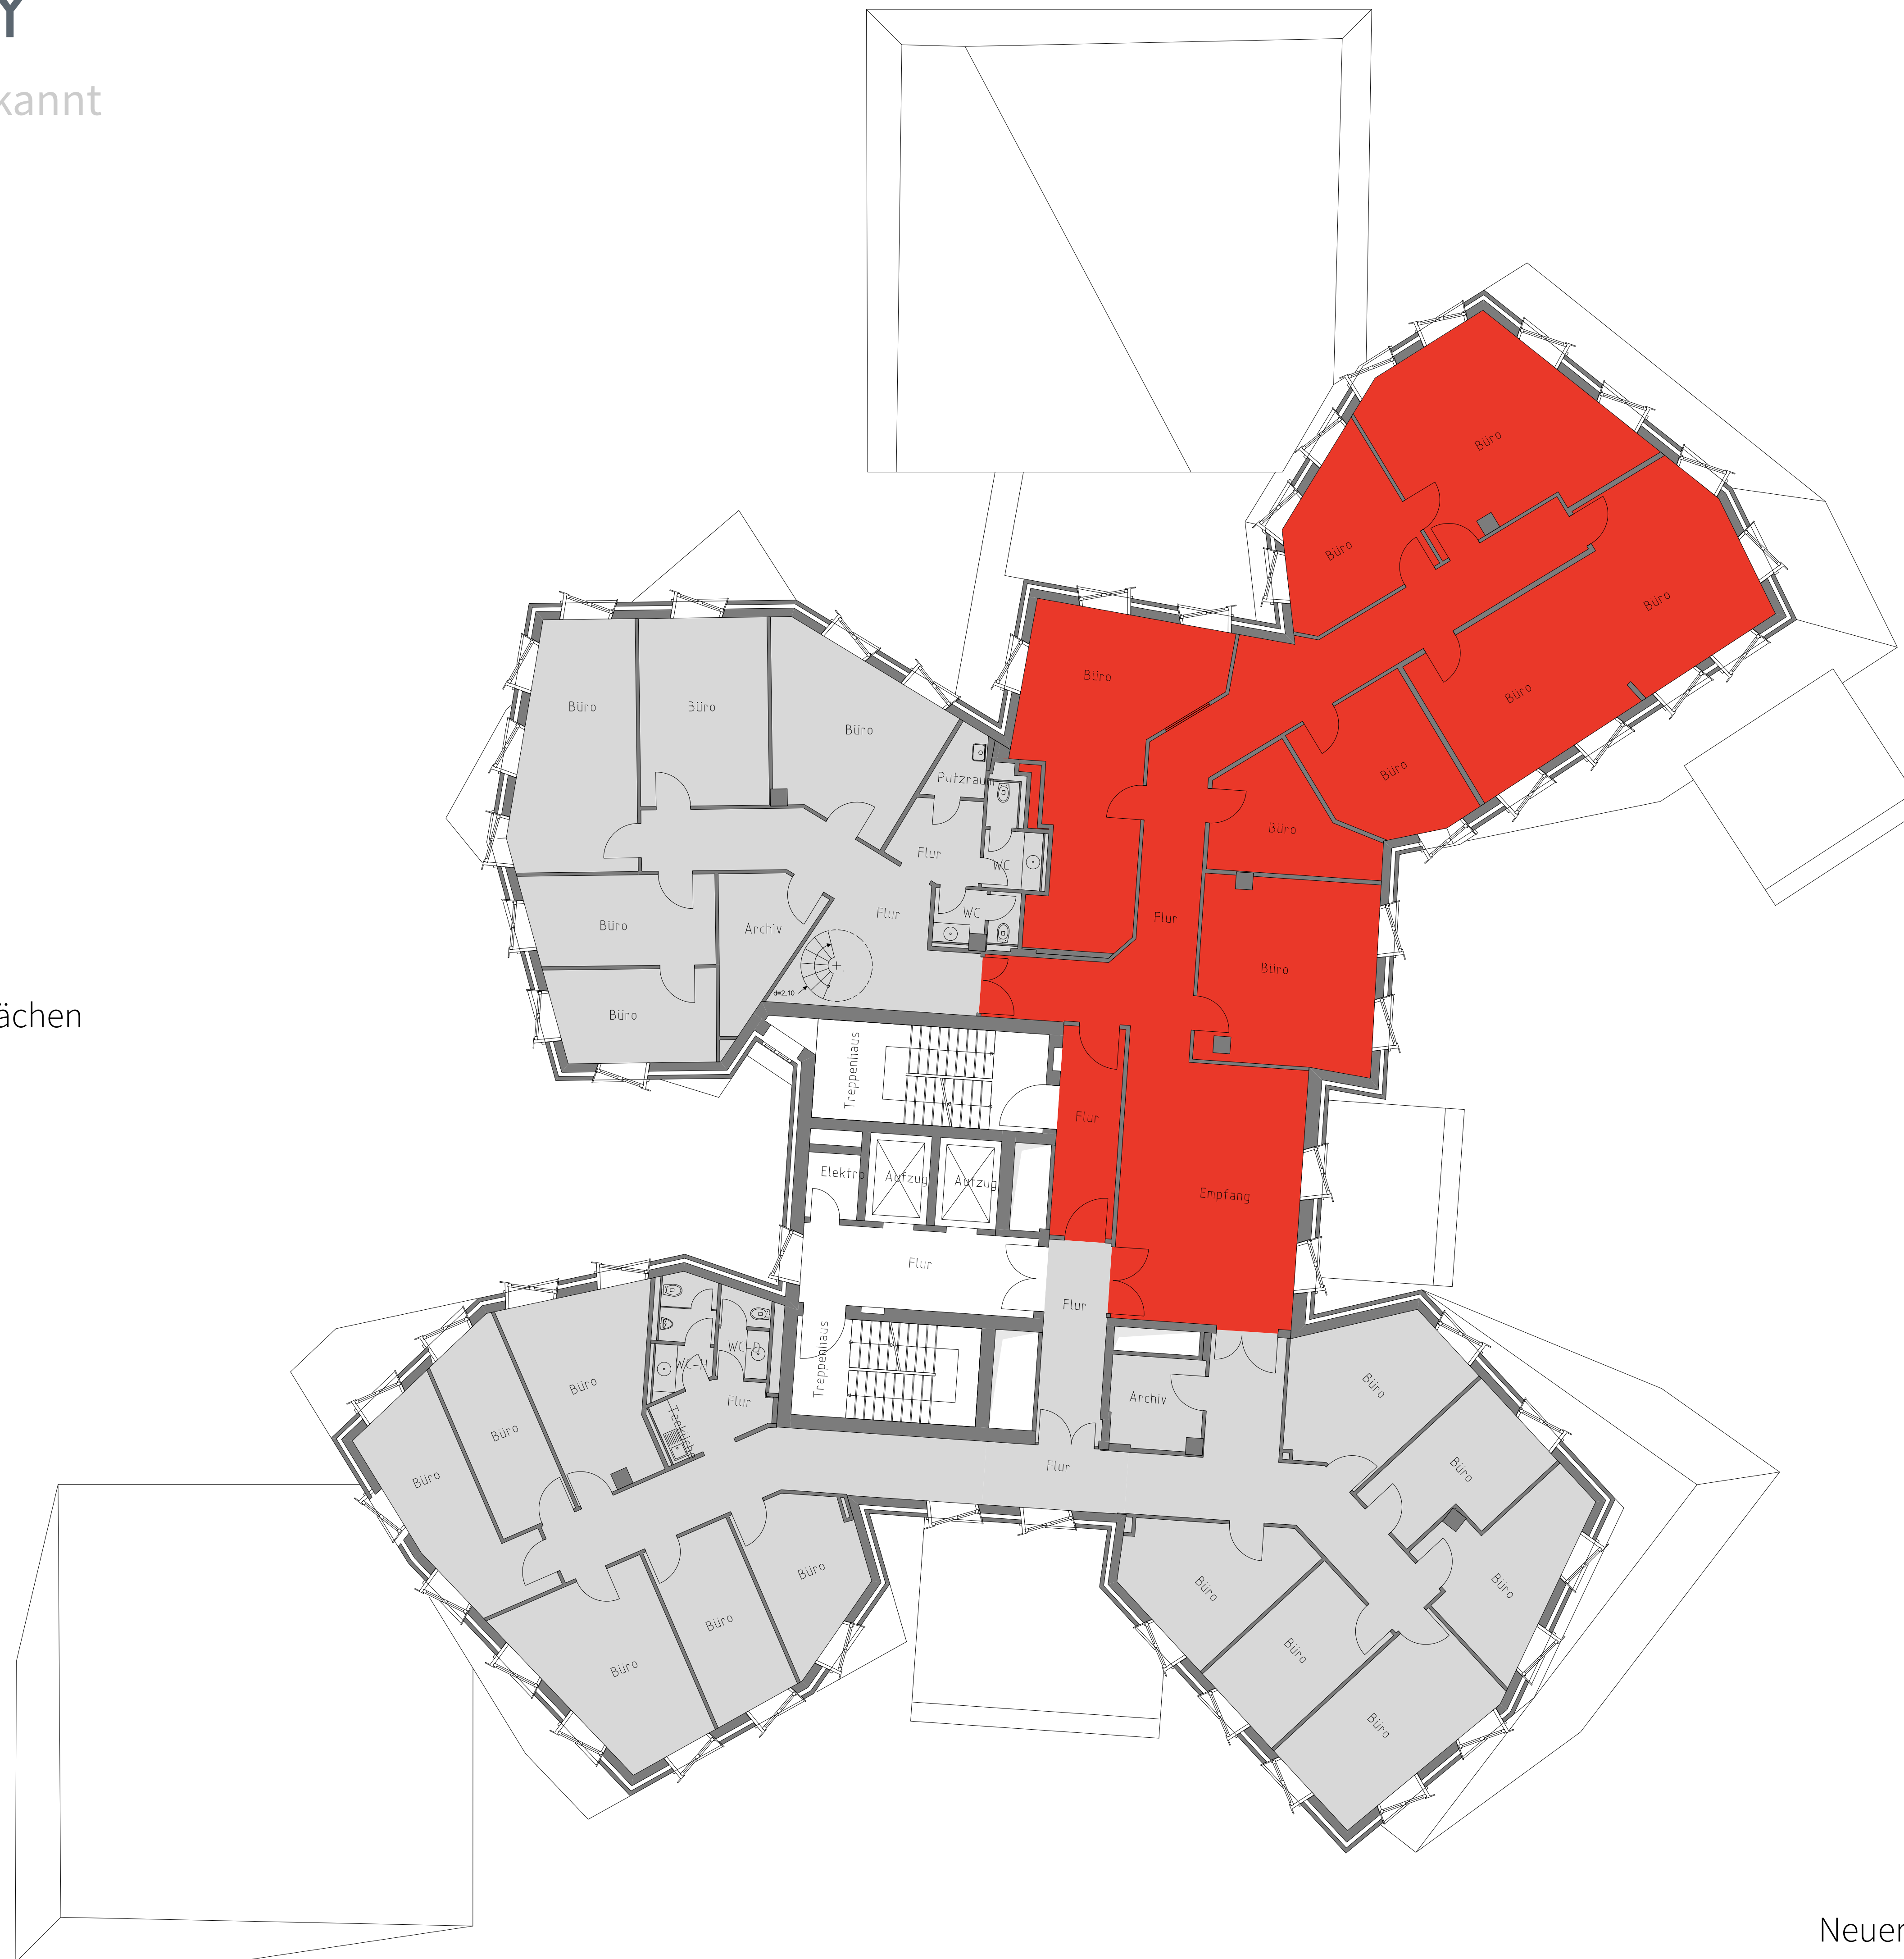 Y
kannt
Büro
Büro
Büro
Büro
Büro
Büro
Büro
Büro
Büro
Putzraum
Büro
Büro
Flur
WC
Flur
WC
Flur
Büro
Archiv
Büro
d=2,10
Büro
ächen
Treppenhaus
Flur
Elektro
Aufzug
Aufzug
Empfang
Flur
Flur
Treppenhaus
WC-D
WC-H
Büro
Flur
Archiv
Büro
Büro
Teeküche
Büro
Flur
Büro
Büro
Büro
Büro
Büro
Büro
Büro
Büro
Büro
Neuer